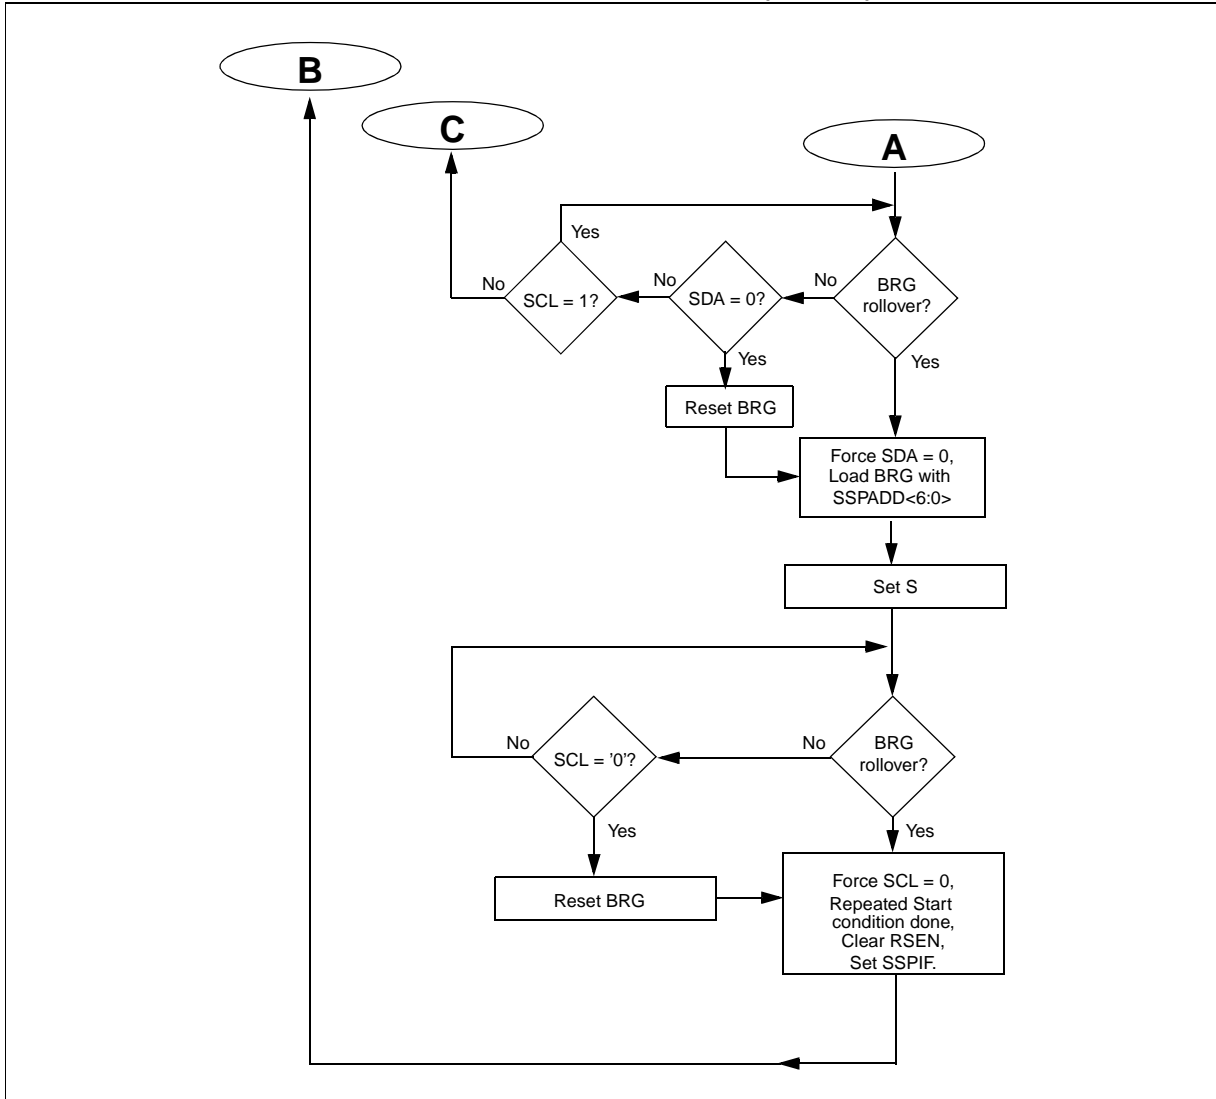 B
C
A
Yes
No
SCL = 1?
No
SDA = 0?
No
BRG
rollover?
Yes
Yes
Reset BRG
Force SDA = 0,
Load BRG with
SSPADD<6:0>
Set S
No
SCL = '0'?
No
BRG
rollover?
Yes
Yes
Reset BRG
Force SCL = 0,
Repeated Start
condition done,
Clear RSEN,
Set SSPIF.